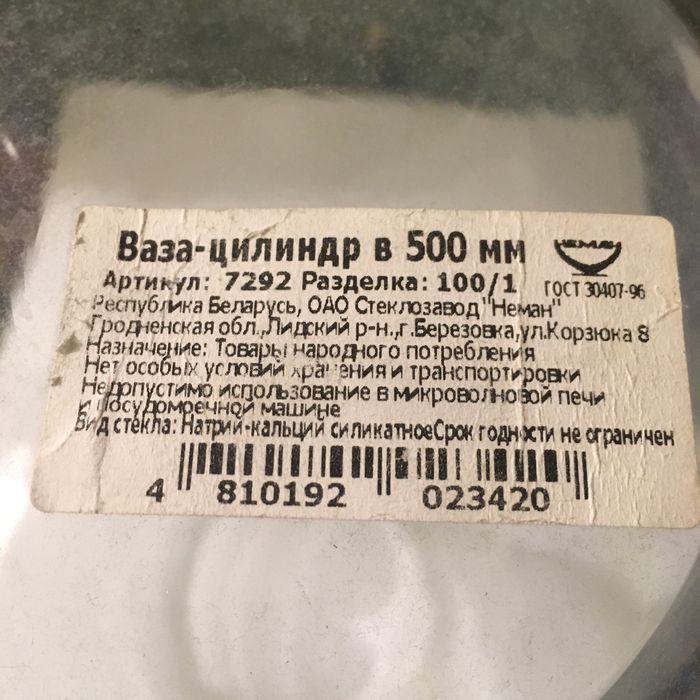 Ваза-цилиндр в 500 мм
НЕМАН
Артикул: 7292 Разделка: 100/1
ГОСТ 30407-96
Республика Беларусь, ОАО Стеклозавод "Неман"
Гродненская обл.,Лидский р-н.,г.Березовка,ул.Корзюка 8
Назначение: Товары народного потребления
Нет особых условий хранения и транспортировки
Недопустимо использование в микроволновой печи
и посудомоечной машине
Вид стекла: Натрий-кальций силикатноеСрок годности не ограничен
4 810192 023420